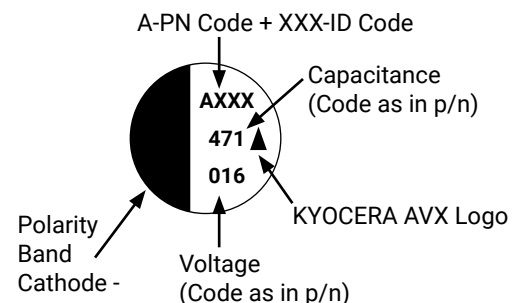 A-PN Code + XXX-ID Code
Capacitance
(Code as in p/n)
AXXX
471
016
KYOCERA AVX Logo
Polarity
Band
Cathode -
Voltage
(Code as in p/n)